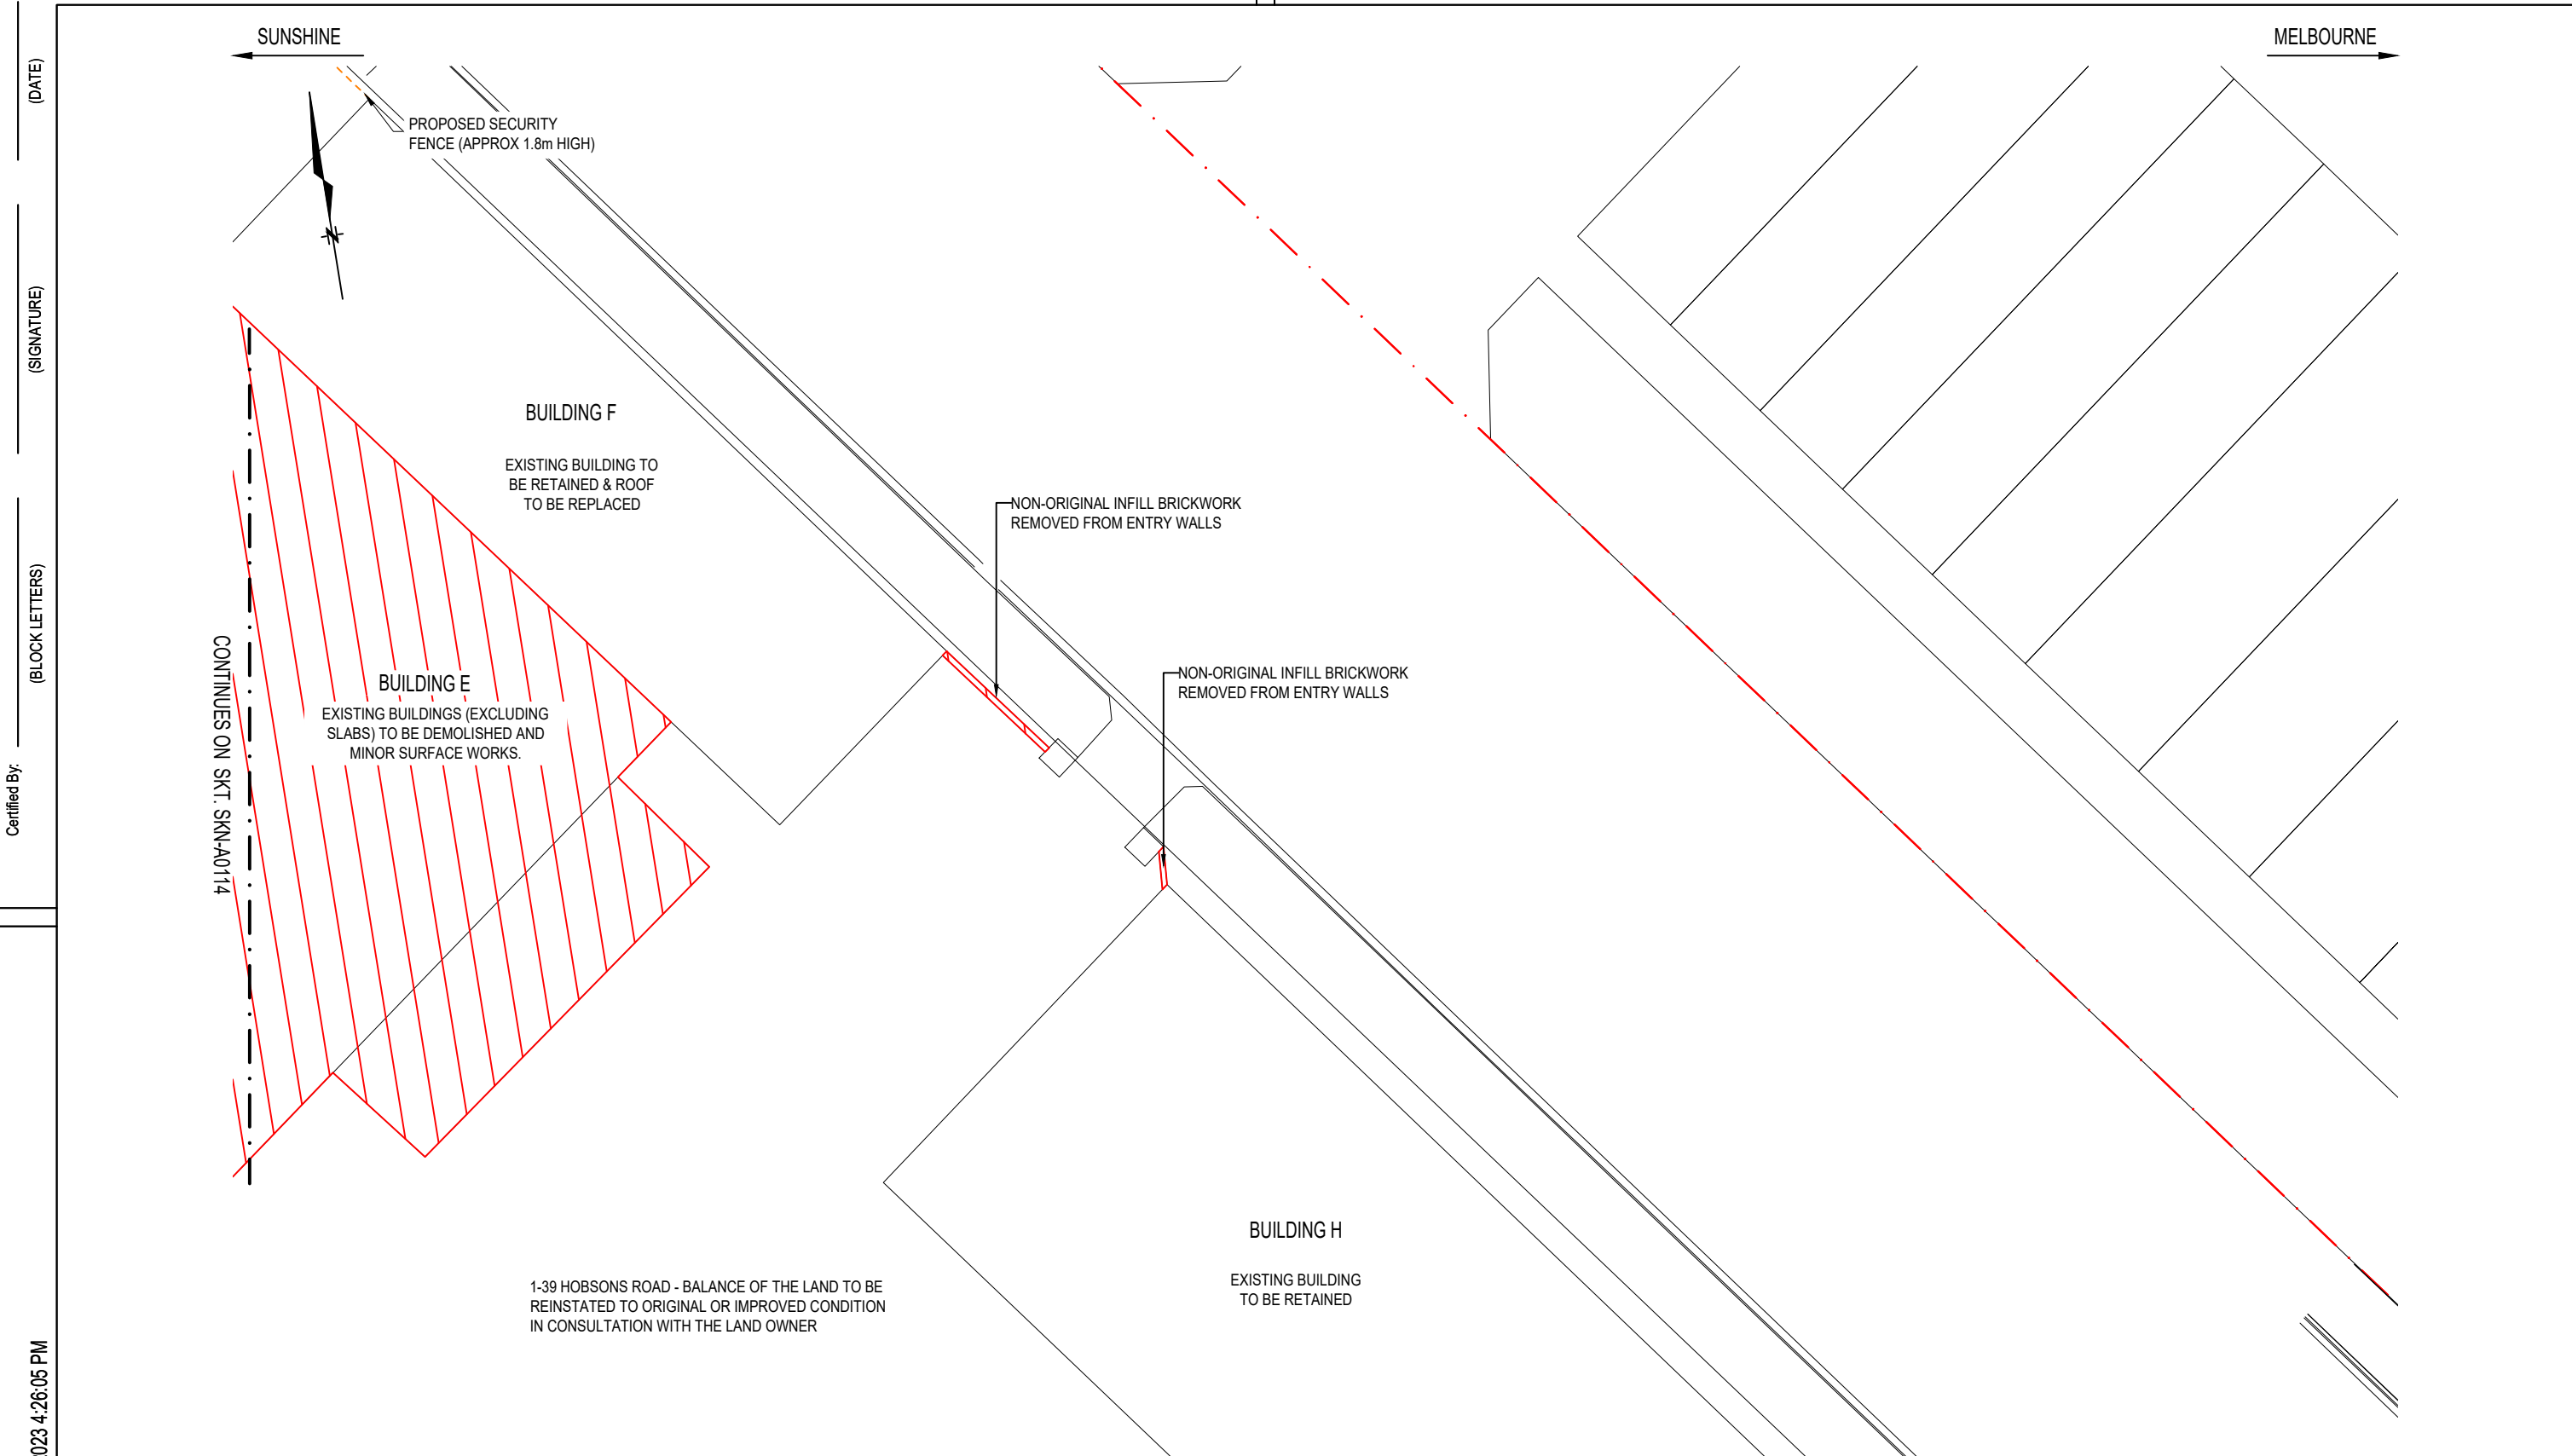 SUNSHINE
MELBOURNE
PROPOSED SECURITY
FENCE (APPROX 1.8m HIGH)
N
BUILDING F
EXISTING BUILDING TO
BE RETAINED & ROOF
TO BE REPLACED
NON-ORIGINAL INFILL BRICKWORK
REMOVED FROM ENTRY WALLS
NON-ORIGINAL INFILL BRICKWORK
REMOVED FROM ENTRY WALLS
BUILDING E
EXISTING BUILDINGS (EXCLUDING
SLABS) TO BE DEMOLISHED AND
MINOR SURFACE WORKS.
CONTINUES ON SKT. SKN-A0114
BUILDING H
EXISTING BUILDING
TO BE RETAINED
1-39 HOBSONS ROAD - BALANCE OF THE LAND TO BE
REINSTATED TO ORIGINAL OR IMPROVED CONDITION
IN CONSULTATION WITH THE LAND OWNER
Certified By:
(BLOCK LETTERS)
(SIGNATURE)
(DATE)
023 4:26:05 PM